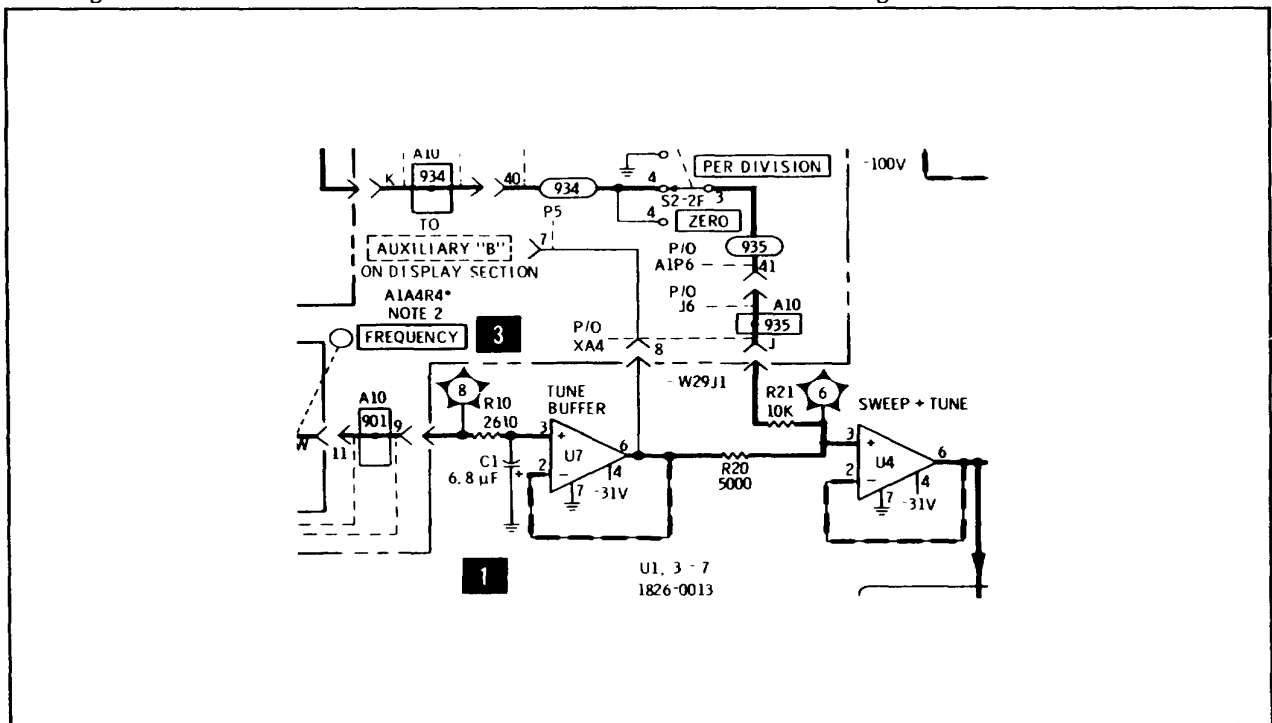 A10
934
K
40
934
4
S2-2F
3
PER DIVISION
4
ZERO
-100V
TO
AUXILIARY "B"
ON DISPLAY SECTION
P5
7
P/O
A1P6
935
41
P/O
J6
A10
935
A1A4R4*
NOTE 2
FREQUENCY
3
P/O
XA4
8
J
W29J1
A10
901
11
9
8
R10
2610
C1
6.8 µF
+
TUNE
BUFFER
3
+
2
−
U7
6
4
-31V
7
R20
5000
R21
10K
6
SWEEP + TUNE
3
+
2
−
U4
6
4
-31V
7
1
U1, 3 - 7
1826-0013